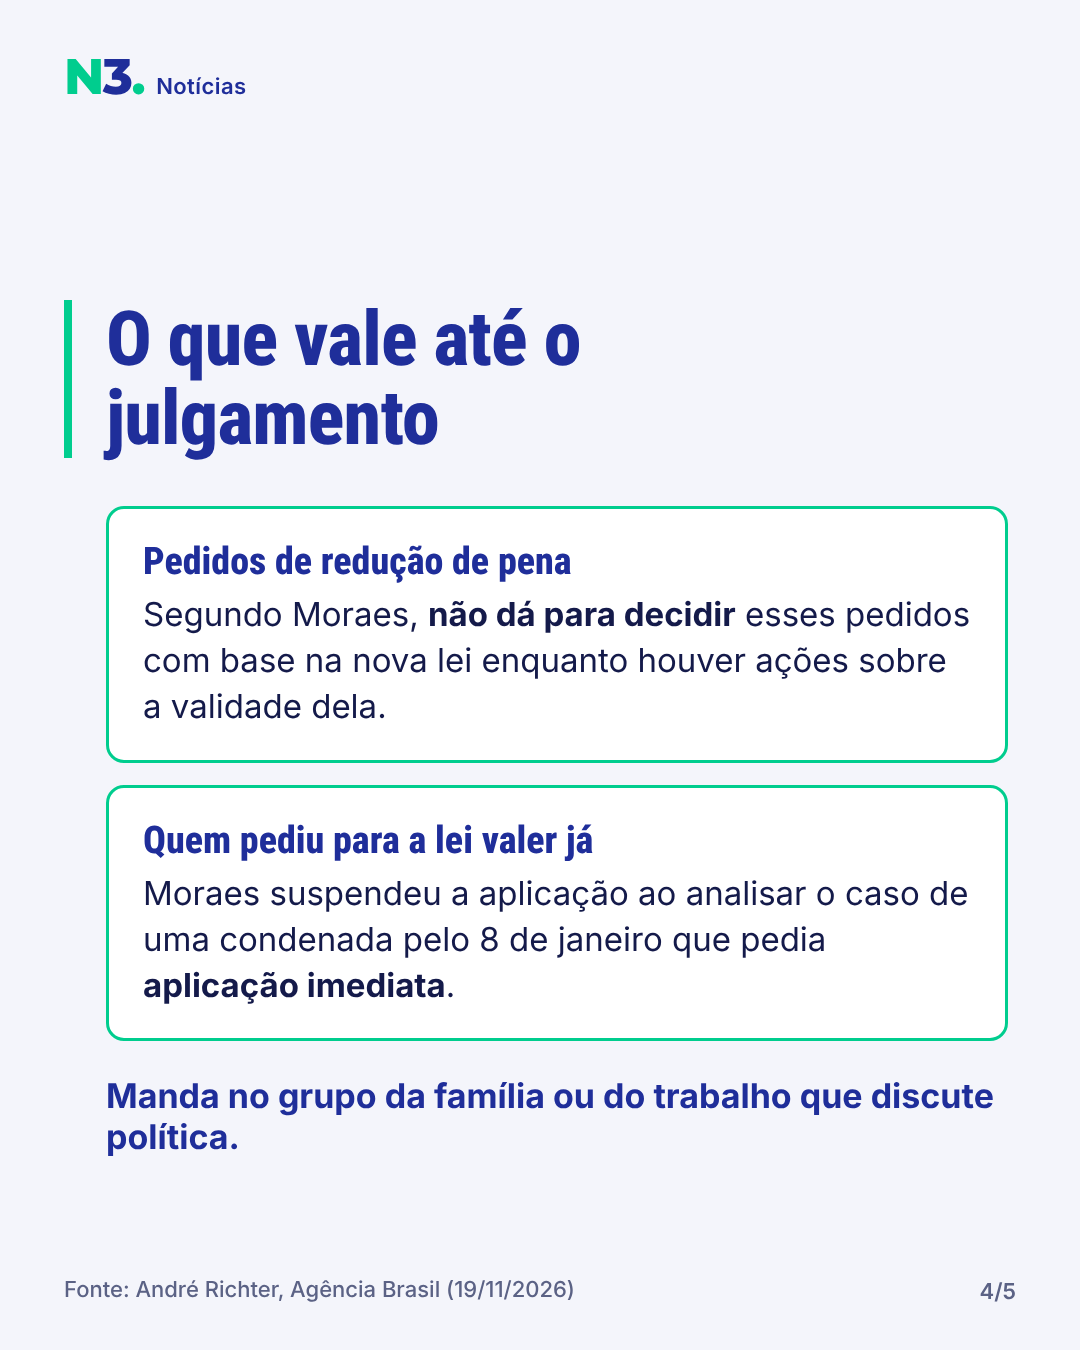 N3. Notícias
O que vale até o
julgamento
Pedidos de redução de pena
Segundo Moraes, não dá para decidir esses pedidos
com base na nova lei enquanto houver ações sobre
a validade dela.
Quem pediu para a lei valer já
Moraes suspendeu a aplicação ao analisar o caso de
uma condenada pelo 8 de janeiro que pedia
aplicação imediata.
Manda no grupo da família ou do trabalho que discute
política.
Fonte: André Richter, Agência Brasil (19/11/2026)
4/5